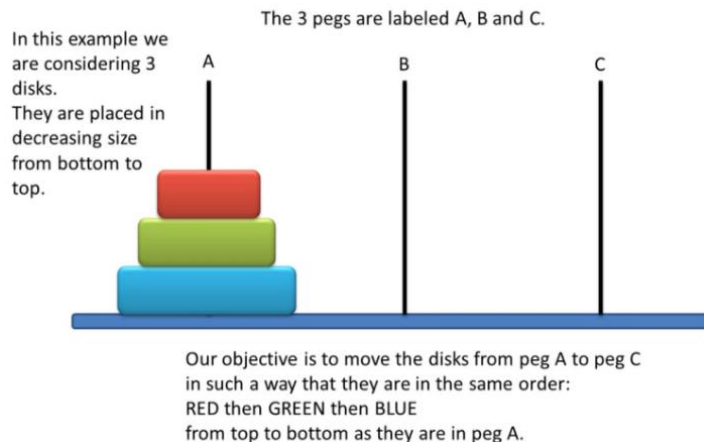 The 3 pegs are labeled A, B and C.
In this example we
are considering 3
disks.
They are placed in
decreasing size
from bottom to
top.
A
B
C
Our objective is to move the disks from peg A to peg C
in such a way that they are in the same order:
RED then GREEN then BLUE
from top to bottom as they are in peg A.